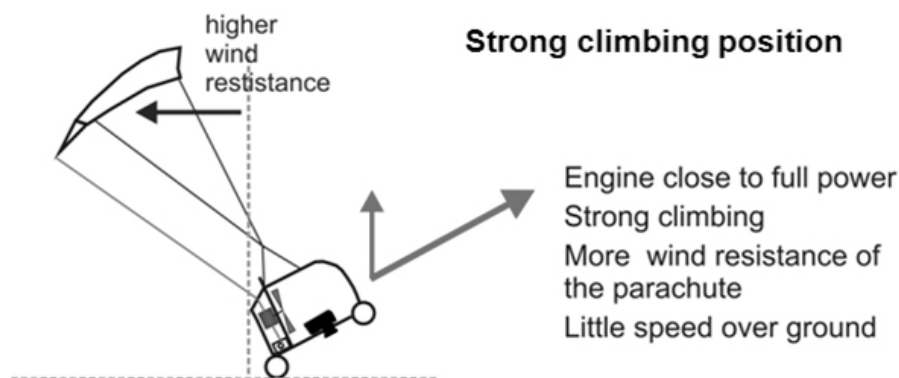 higher
wind
restistance
Strong climbing position
Engine close to full power
Strong climbing
More wind resistance of
the parachute
Little speed over ground